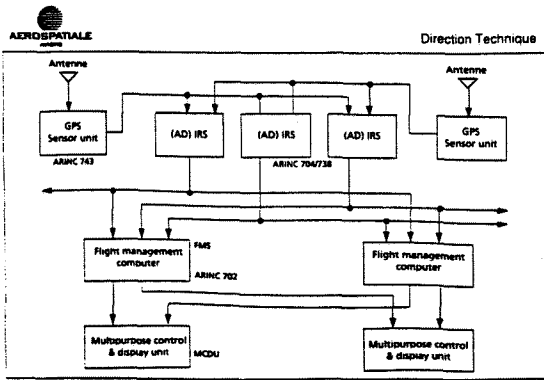 AEROSPATIALE
Direction Technique
Antenne
Antenne
GPS
Sensor unit
(AD) IRS
(AD) IRS
(AD) IRS
GPS
Sensor unit
ARINC 743
ARINC 704/738
Flight management
computer
FMS
ARINC 702
Flight management
computer
Multipurpose control
& display unit
MCDU
Multipurpose control
& display unit